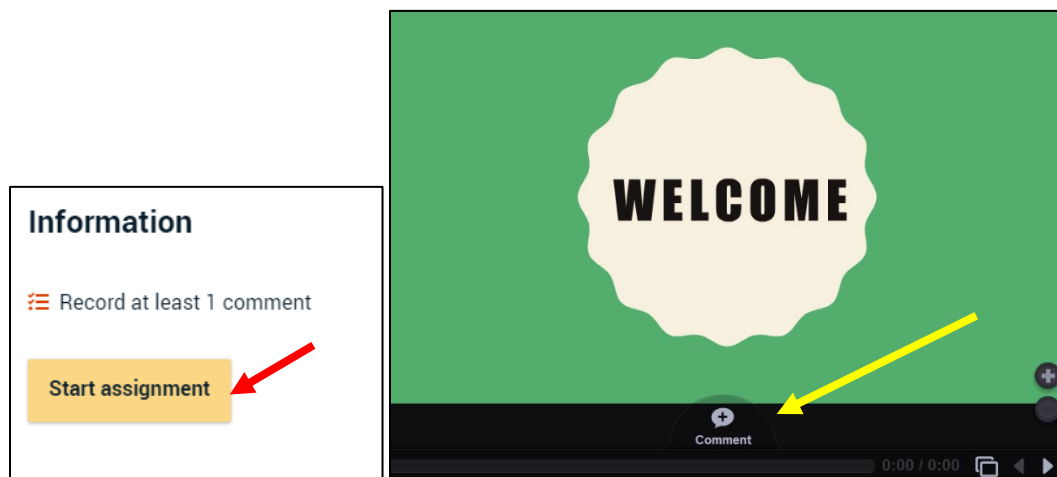 Information
Record at least 1 comment
Start assignment
WELCOME
Comment
0:00 / 0:00